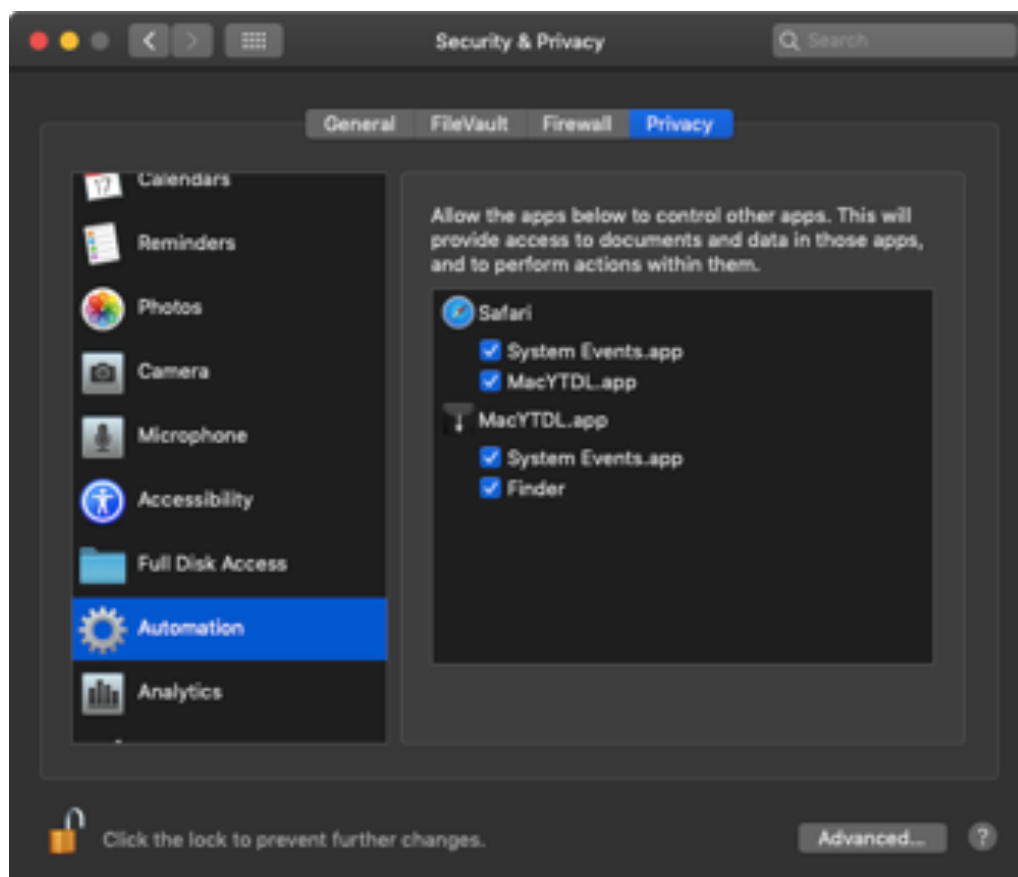 Security & Privacy
Search
General FileVault Firewall Privacy
17
Calendars
Reminders
Photos
Camera
Microphone
Accessibility
Full Disk Access
Automation
Analytics
Allow the apps below to control other apps. This will
provide access to documents and data in those apps,
and to perform actions within them.
Safari
System Events.app
MacYTDL.app
MacYTDL.app
System Events.app
Finder
Click the lock to prevent further changes.
Advanced...
?